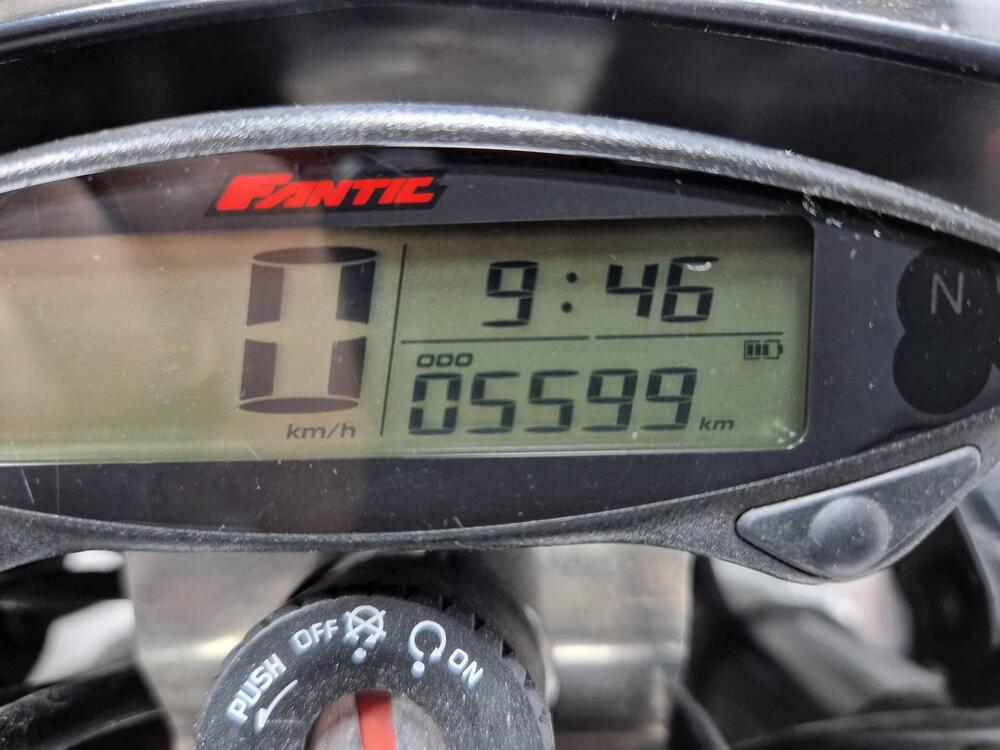 FANTIC
0
km/h
9:46
ODO
05599 km
N
PUSH OFF ON